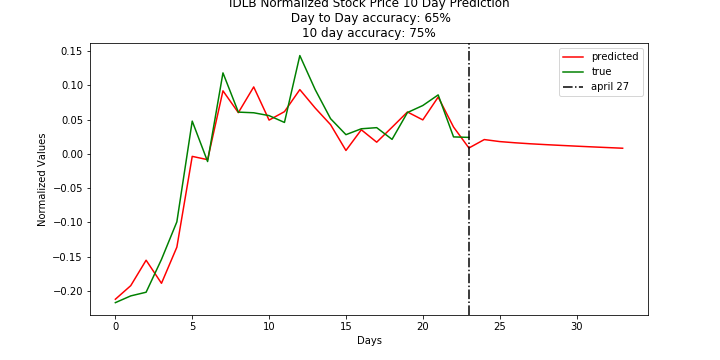 IDLB Normalized Stock Price 10 Day Prediction
Day to Day accuracy: 65%
10 day accuracy: 75%
predicted
true
april 27
0.15
0.10
0.05
0.00
−0.05
−0.10
−0.15
−0.20
Normalized Values
0 5 10 15 20 25 30
Days